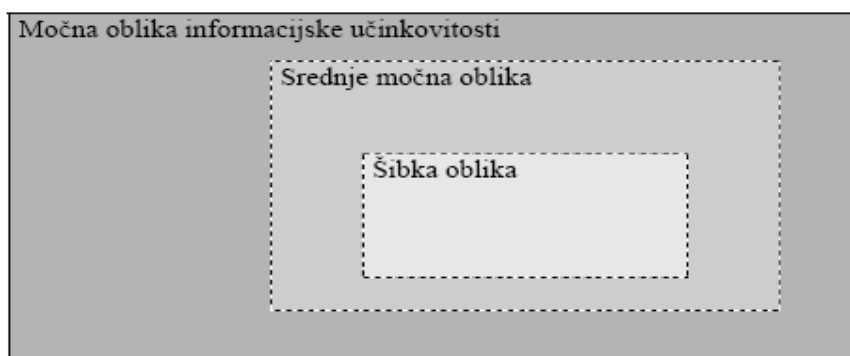 Močna oblika informacijske učinkovitosti
Srednje močna oblika
Šibka oblika